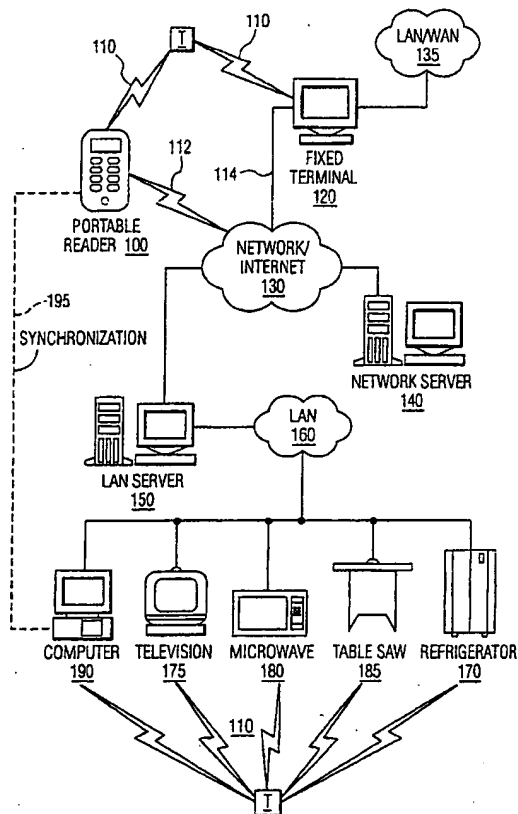 110
110
I
LAN/WAN
135
112
114
FIXED
TERMINAL
120
PORTABLE
READER 100
NETWORK/
INTERNET
130
195
SYNCHRONIZATION
NETWORK SERVER
140
LAN
160
LAN SERVER
150
COMPUTER
190
TELEVISION
175
MICROWAVE
180
TABLE SAW
185
REFRIGERATOR
170
110
I